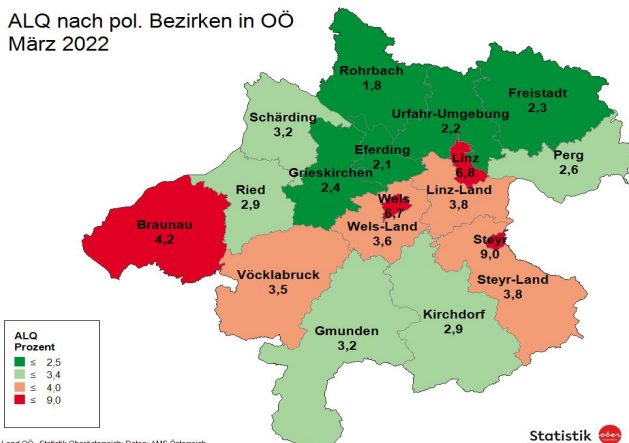 ALQ nach pol. Bezirken in OÖ
März 2022
Rohrbach
1,8
Freistadt
2,3
Urfahr-Umgebung
2,2
Schärding
3,2
Eferding
2,1
Linz
6,8
Perg
2,6
Grieskirchen
2,4
Ried
2,9
Wels
6,7
Linz-Land
3,8
Braunau
4,2
Wels-Land
3,6
Steyr
9,0
Vöcklabruck
3,5
Steyr-Land
3,8
Gmunden
3,2
Kirchdorf
2,9
ALQ
Prozent
≤ 2,5
≤ 3,4
≤ 4,0
≤ 9,0
Statistik